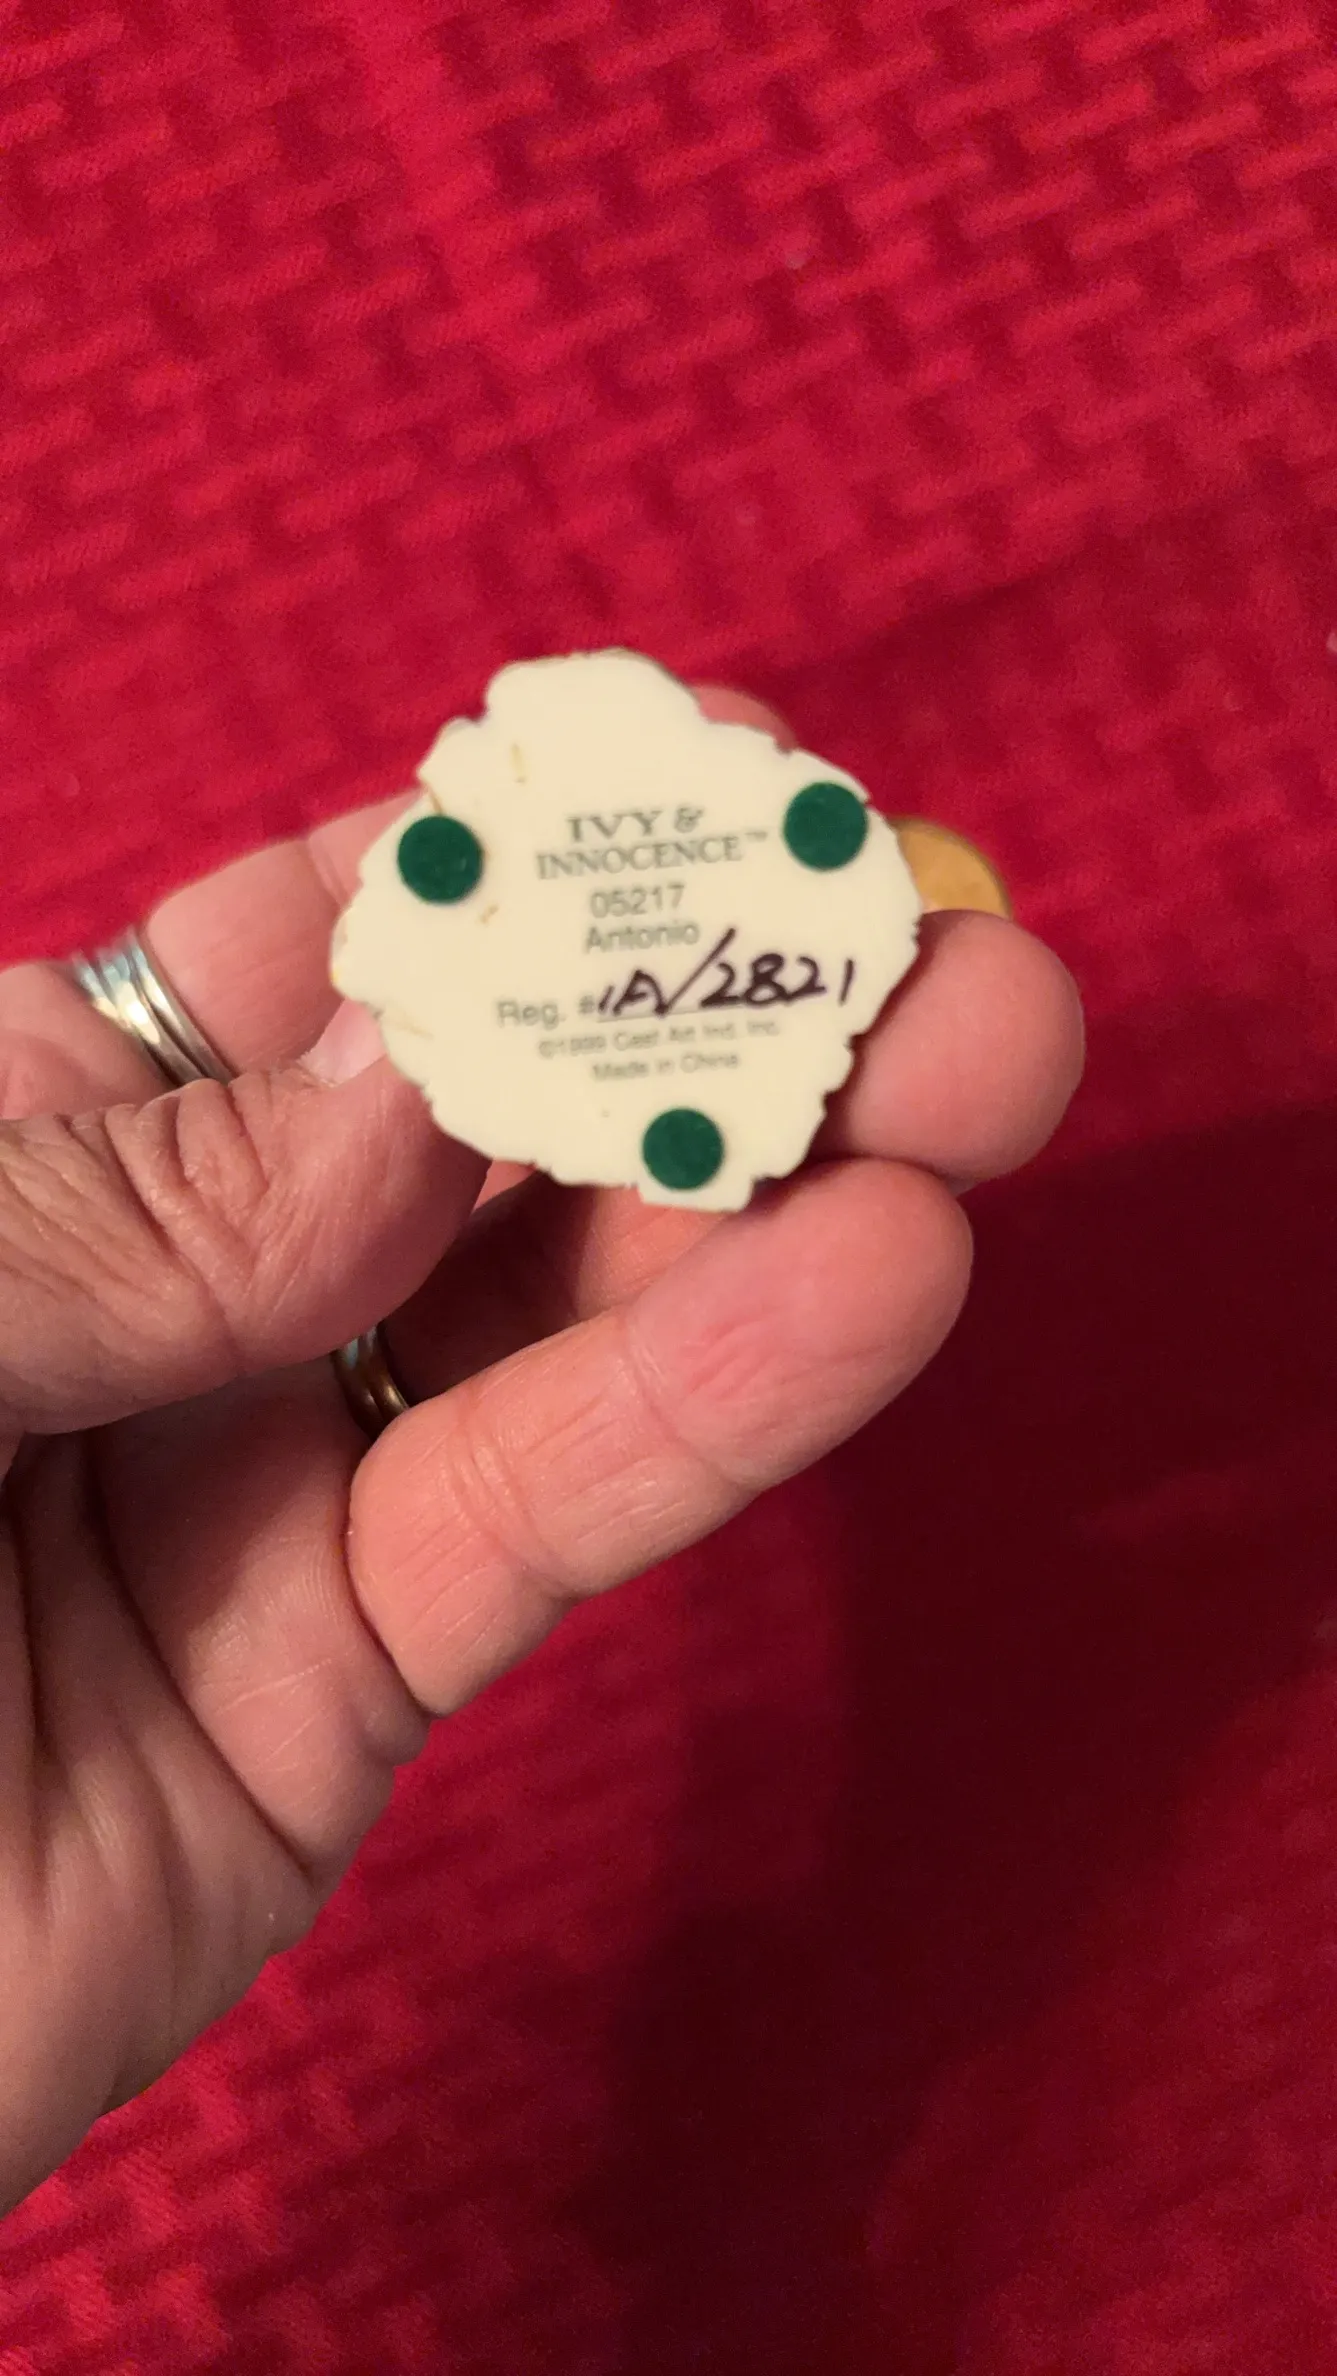 IVY &
INNOCENCE™
05217
Antonio
Reg. #1A/2821
©1999 Cast Art Ind. Inc.
Made in China